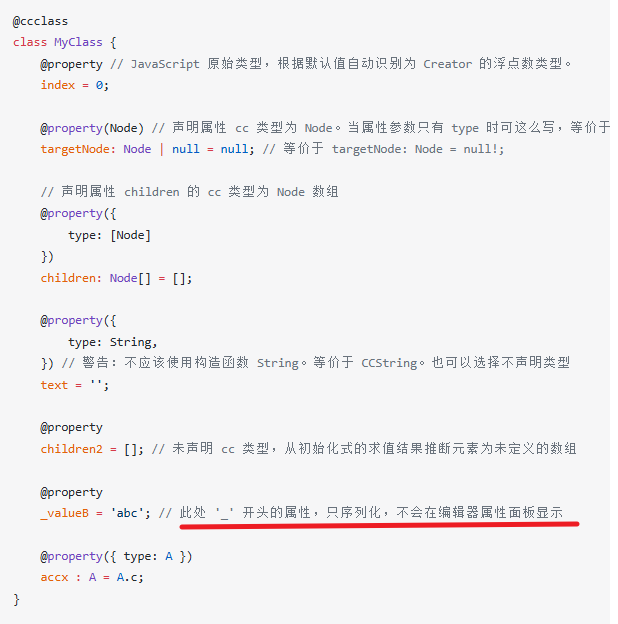 @ccclass
class MyClass {
    @property // JavaScript 原始类型，根据默认值自动识别为 Creator 的浮点数类型。
    index = 0;
    @property(Node) // 声明属性 cc 类型为 Node。当属性参数只有 type 时可这么写，等价于
    targetNode: Node | null = null; // 等价于 targetNode: Node = null!;
    // 声明属性 children 的 cc 类型为 Node 数组
    @property({
        type: [Node]
    })
    children: Node[] = [];
    @property({
        type: String,
    }) // 警告：不应该使用构造函数 String。等价于 CCString。也可以选择不声明类型
    text = '';
    @property
    children2 = []; // 未声明 cc 类型，从初始化式的求值结果推断元素为未定义的数组
    @property
    _valueB = 'abc'; // 此处 '_' 开头的属性，只序列化，不会在编辑器属性面板显示
    @property({ type: A })
    accx : A = A.c;
}